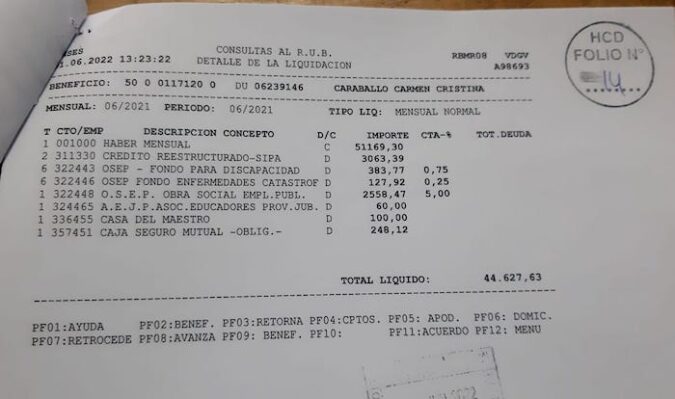 CONSULTAS AL R.U.B. RBMR08 VDGV
.06.2022 13:23:22 DETALLE DE LA LIQUIDACION A98693
BENEFICIO: 50 0 0117120 0 DU 06239146 CARABALLO CARMEN CRISTINA
MENSUAL: 06/2021 PERIODO: 06/2021 TIPO LIQ: MENSUAL NORMAL
T CTO/EMP DESCRIPCION CONCEPTO D/C IMPORTE CTA-% TOT.DEUDA
1 001000 HABER MENSUAL C 51169,30
2 311330 CREDITO REESTRUCTURADO-SIPA D 3063,39
6 322443 OSEP - FONDO PARA DISCAPACIDAD D 383,77 0,75
6 322446 OSEP FONDO ENFERMEDADES CATASTROF D 127,92 0,25
1 322448 O.S.E.P. OBRA SOCIAL EMPL.PUBL. D 2558,47 5,00
1 324465 A.E.J.P.ASOC.EDUCADORES PROV.JUB. D 60,00
1 336455 CASA DEL MAESTRO D 100,00
1 357451 CAJA SEGURO MUTUAL -OBLIG.- D 248,12
TOTAL LIQUIDO: 44.627,63
PF01:AYUDA PF02:BENEF. PF03:RETORNA PF04:CPTOS. PF05: APOD. PF06: DOMIC.
PF07:RETROCEDE PF08:AVANZA PF09: BENEF. PF10: PF11:ACUERDO PF12: MENU
HCD
FOLIO Nº
14
2022